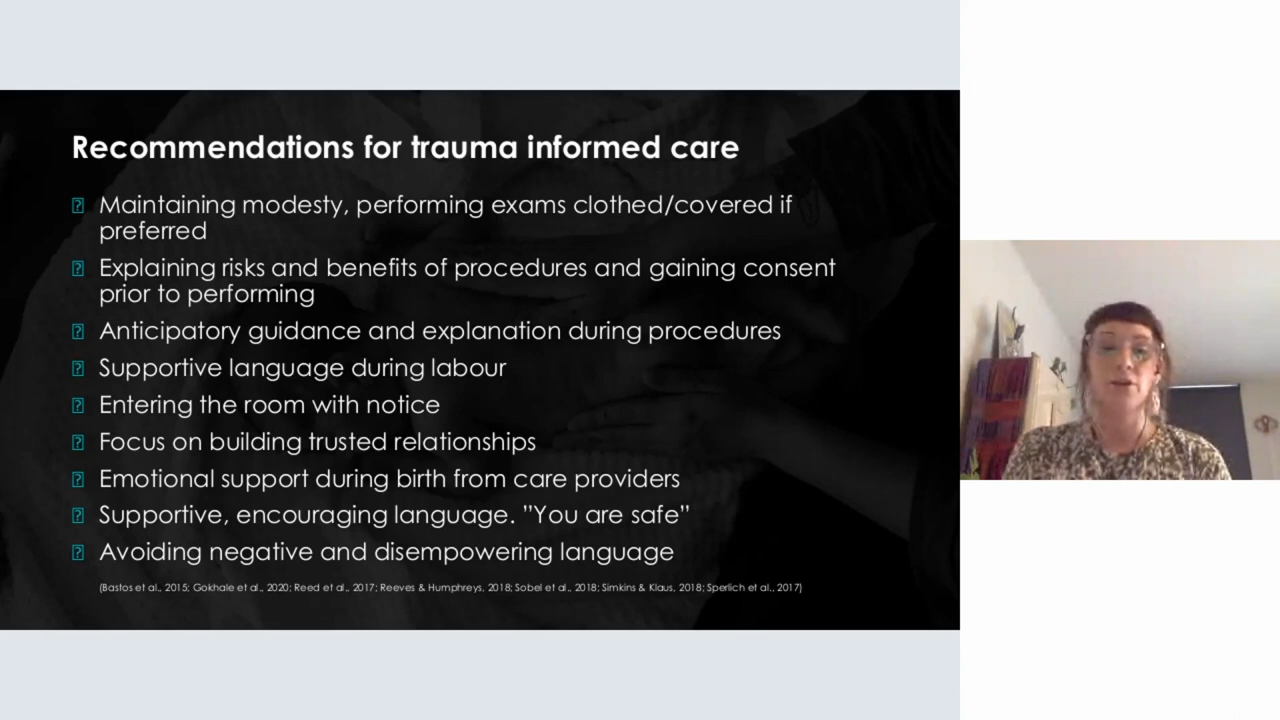 Recommendations for trauma informed care
Maintaining modesty, performing exams clothed/covered if
preferred
Explaining risks and benefits of procedures and gaining consent
prior to performing
Anticipatory guidance and explanation during procedures
Supportive language during labour
Entering the room with notice
Focus on building trusted relationships
Emotional support during birth from care providers
Supportive, encouraging language. ”You are safe”
Avoiding negative and disempowering language
(Bastos et al., 2015; Gokhale et al., 2020; Reed et al., 2017; Reeves & Humphreys, 2018; Sobel et al., 2018; Simkins & Klaus, 2018; Sperlich et al., 2017)